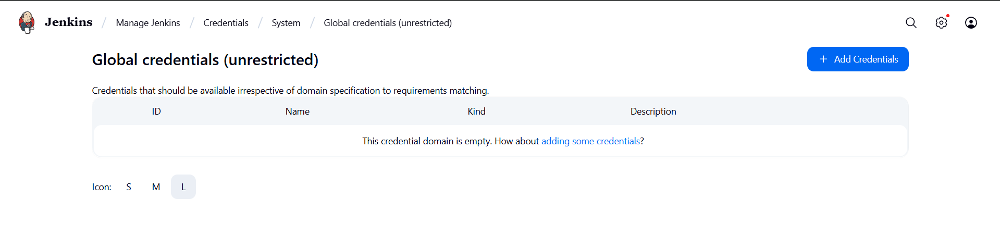 Jenkins / Manage Jenkins / Credentials / System / Global credentials (unrestricted)
Global credentials (unrestricted)
+ Add Credentials
Credentials that should be available irrespective of domain specification to requirements matching.
ID Name Kind Description
This credential domain is empty. How about adding some credentials?
Icon: S M L